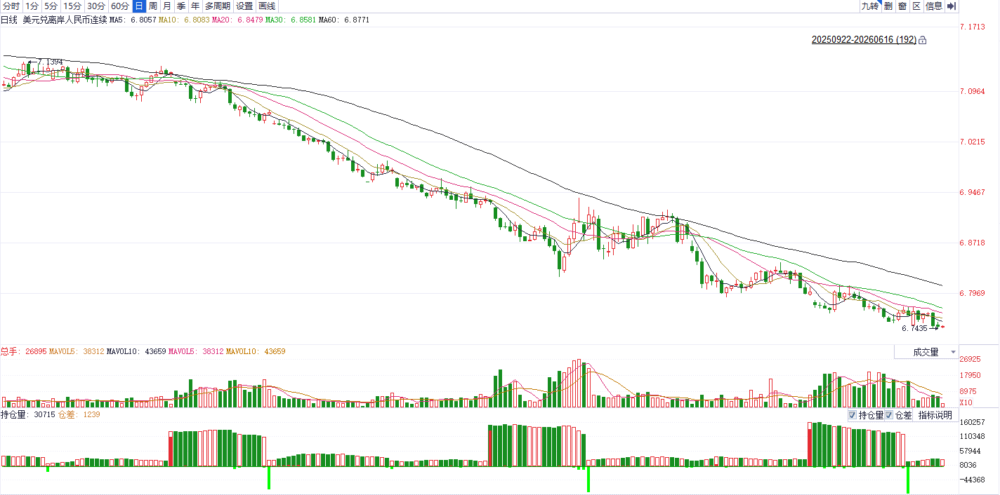 分时 1分 5分 15分 30分 60分 日 周 月 季 年 多周期 设置 画线 九转 删 窗 区 信息
日线 美元兑离岸人民币连续 MA5: 6.8057 MA10: 6.8083 MA20: 6.8479 MA30: 6.8581 MA60: 6.8771
7.1713
20250922-20260616 (192)
7.1394
7.0964
7.0215
6.9467
6.8718
6.7969
6.7435
总手: 26895 MAVOL5: 38312 MAVOL10: 43659 MAVOL5: 38312 MAVOL10: 43659
成交量
26925
17950
8975
X10
持仓量: 30715 仓差: 1239
持仓量 仓差 指标说明
160257
110348
57944
8036
-44368